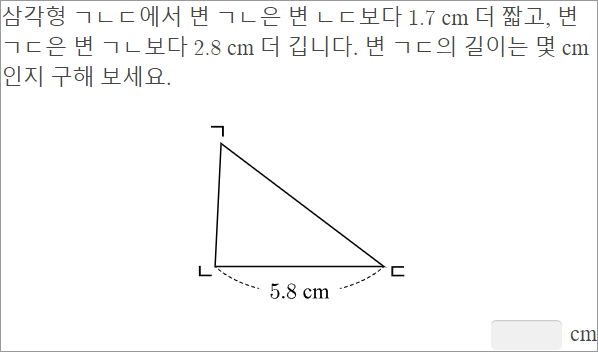 삼각형 ㄱㄴㄷ에서 변 ㄱㄴ은 변 ㄴㄷ보다 1.7 cm 더 짧고, 변
ㄱㄷ은 변 ㄱㄴ보다 2.8 cm 더 깁니다. 변 ㄱㄷ의 길이는 몇 cm
인지 구해 보세요.
ㄱ
ㄴ
ㄷ
5.8 cm
cm